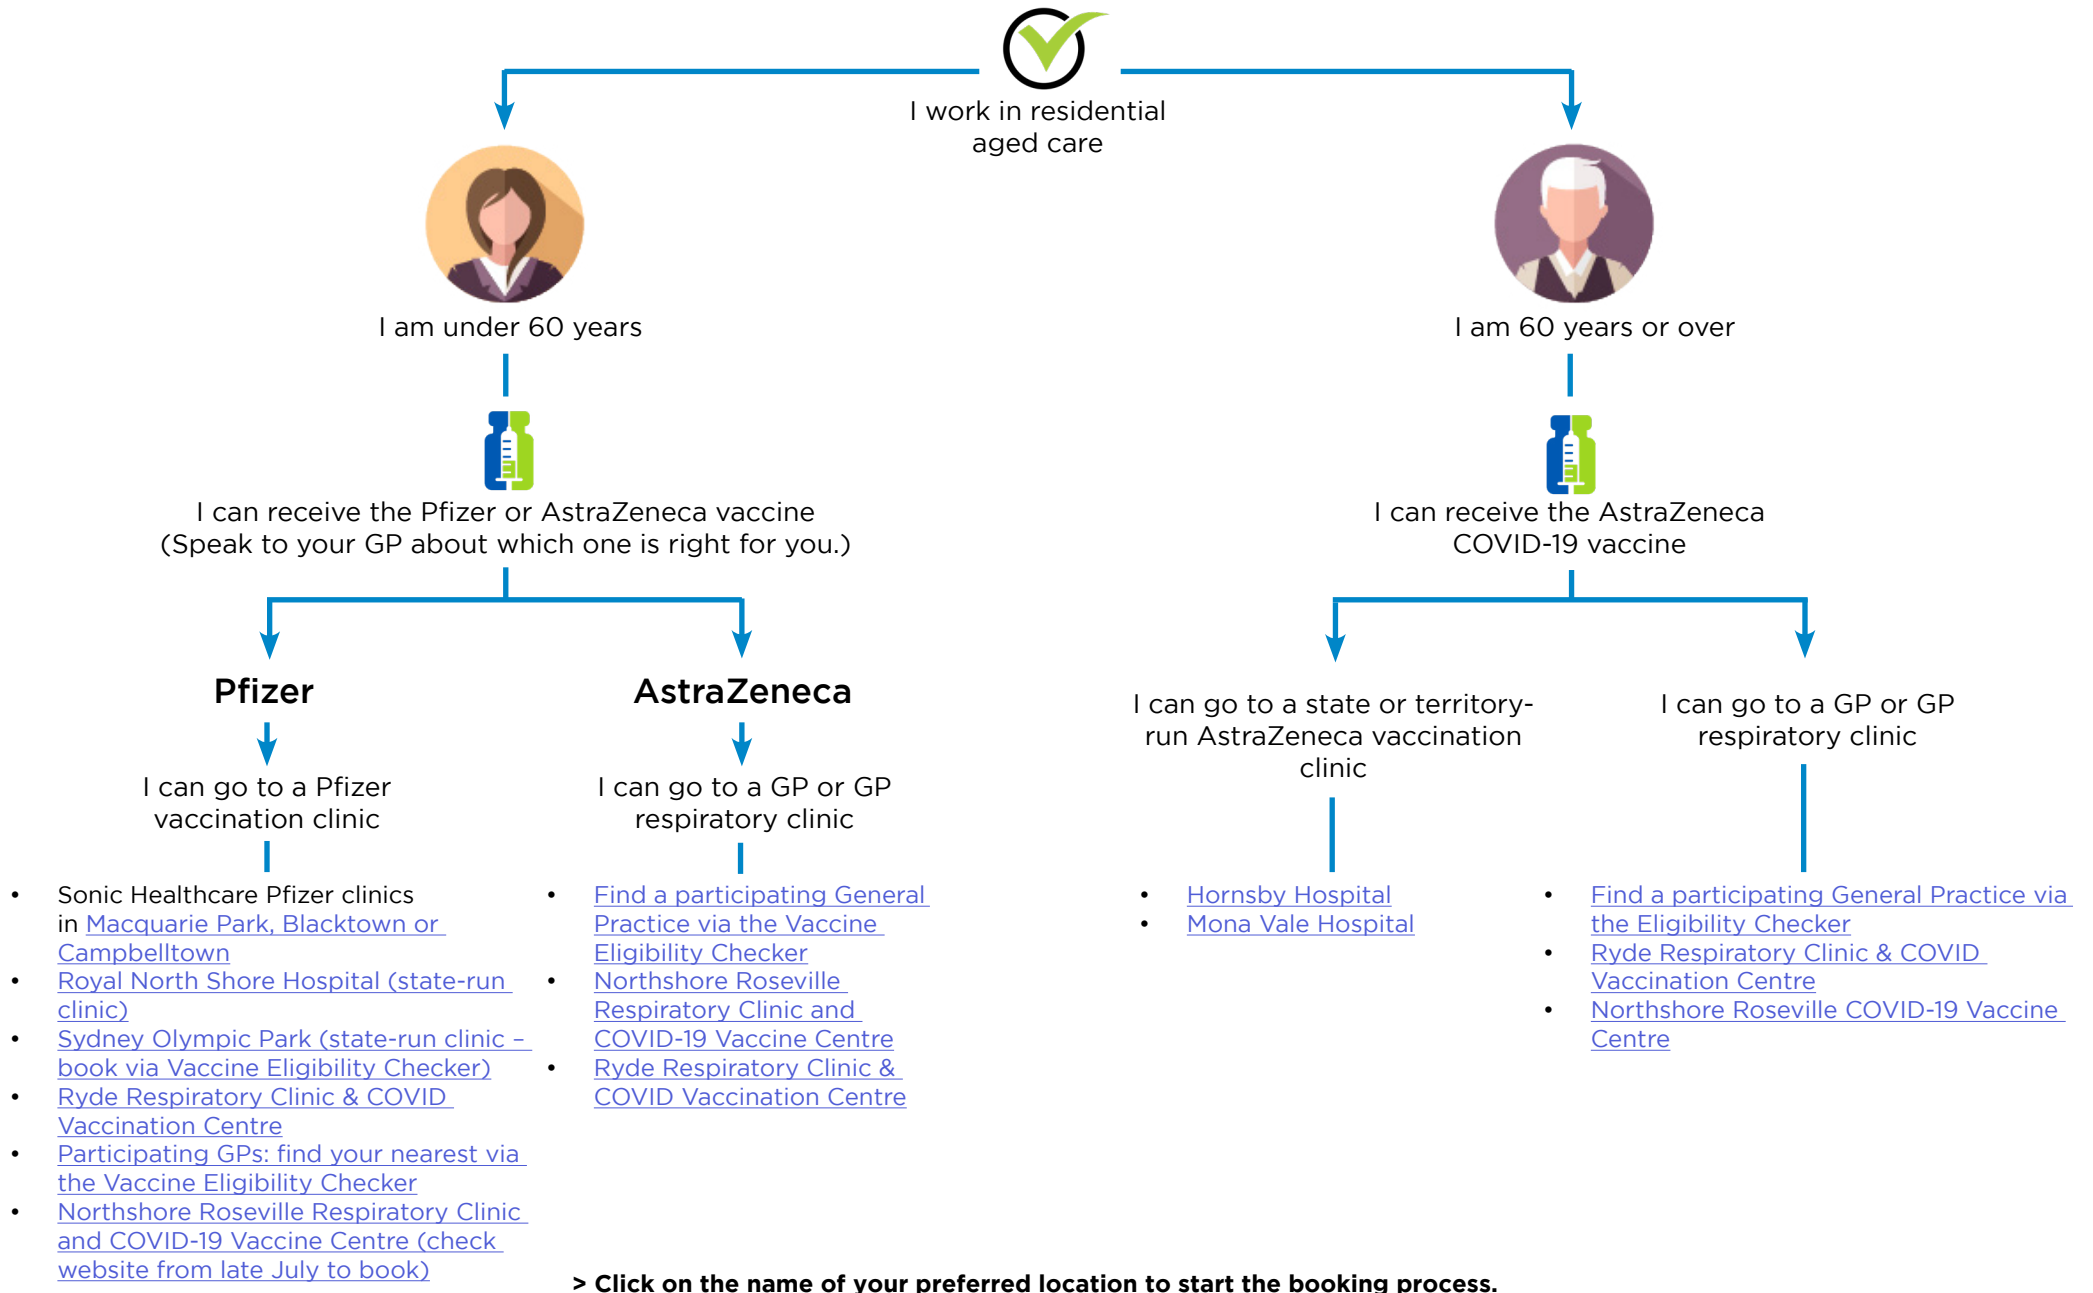 I work in residential
aged care
I am under 60 years
I can receive the Pfizer or AstraZeneca vaccine
(Speak to your GP about which one is right for you.)
Pfizer
I can go to a Pfizer
vaccination clinic
• Sonic Healthcare Pfizer clinics
in Macquarie Park, Blacktown or
Campbelltown
• Royal North Shore Hospital (state-run
clinic)
• Sydney Olympic Park (state-run clinic –
book via Vaccine Eligibility Checker)
• Ryde Respiratory Clinic & COVID
Vaccination Centre
• Participating GPs: find your nearest via
the Vaccine Eligibility Checker
• Northshore Roseville Respiratory Clinic
and COVID-19 Vaccine Centre (check
website from late July to book)
AstraZeneca
I can go to a GP or GP
respiratory clinic
• Find a participating General
Practice via the Vaccine
Eligibility Checker
• Northshore Roseville
Respiratory Clinic and
COVID-19 Vaccine Centre
• Ryde Respiratory Clinic &
COVID Vaccination Centre
I am 60 years or over
I can receive the AstraZeneca
COVID-19 vaccine
I can go to a state or territory-
run AstraZeneca vaccination
clinic
• Hornsby Hospital
• Mona Vale Hospital
I can go to a GP or GP
respiratory clinic
• Find a participating General Practice via
the Eligibility Checker
• Ryde Respiratory Clinic & COVID
Vaccination Centre
• Northshore Roseville COVID-19 Vaccine
Centre
> Click on the name of your preferred location to start the booking process.